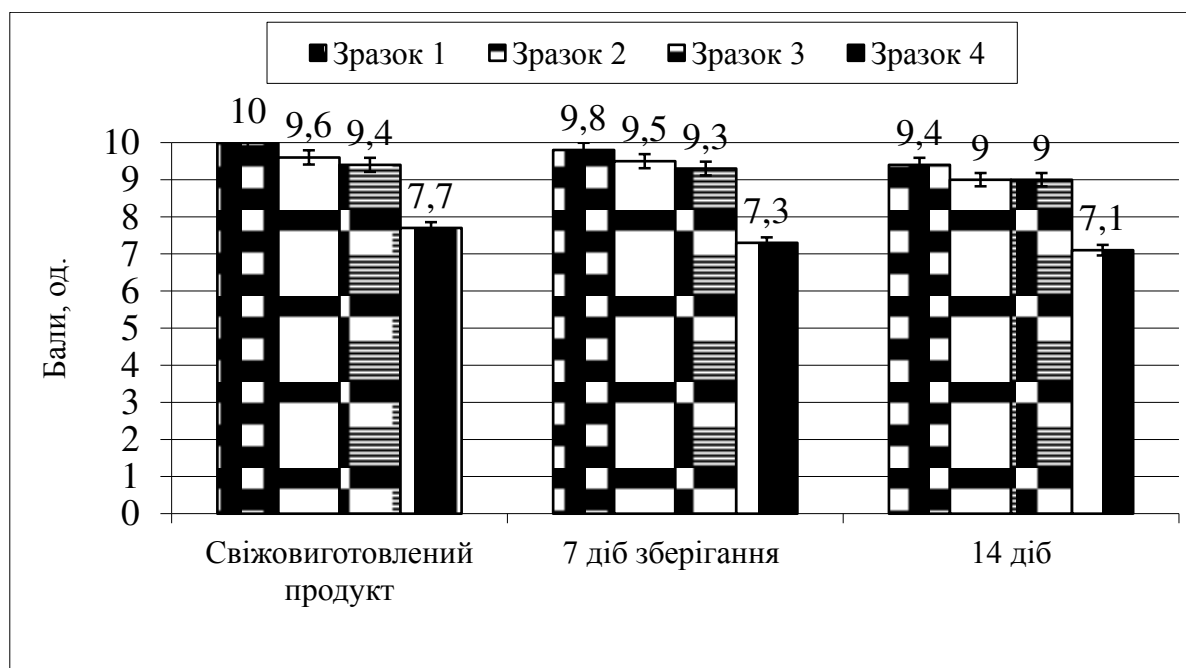 Зразок 1 Зразок 2 Зразок 3 Зразок 4
10 9,6 9,4 7,7 9,8 9,5 9,3 7,3 9,4 9 9 7,1
Бали, од.
10
9
8
7
6
5
4
3
2
1
0
Свіжовиготовлений
продукт
7 діб зберігання
14 діб